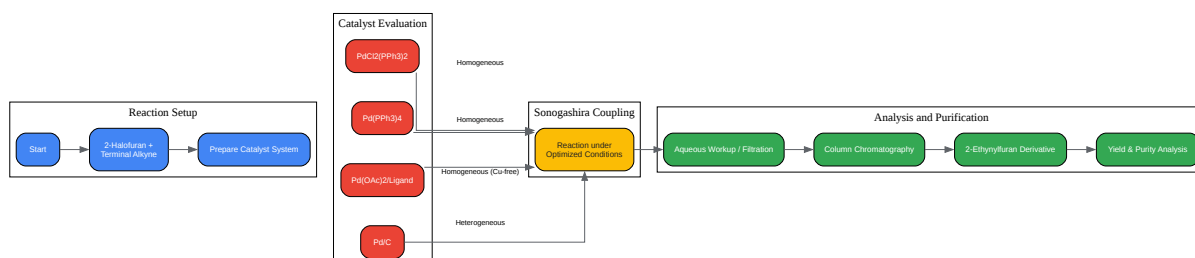 Reaction Setup
Start
2-Halofuran +
Terminal Alkyne
Prepare Catalyst System
Catalyst Evaluation
PdCl2(PPh3)2
Pd(PPh3)4
Pd(OAc)2/Ligand
Pd/C
Homogeneous
Homogeneous
Homogeneous (Cu-free)
Heterogeneous
Sonogashira Coupling
Reaction under
Optimized Conditions
Analysis and Purification
Aqueous Workup / Filtration
Column Chromatography
2-Ethynylfuran Derivative
Yield & Purity Analysis